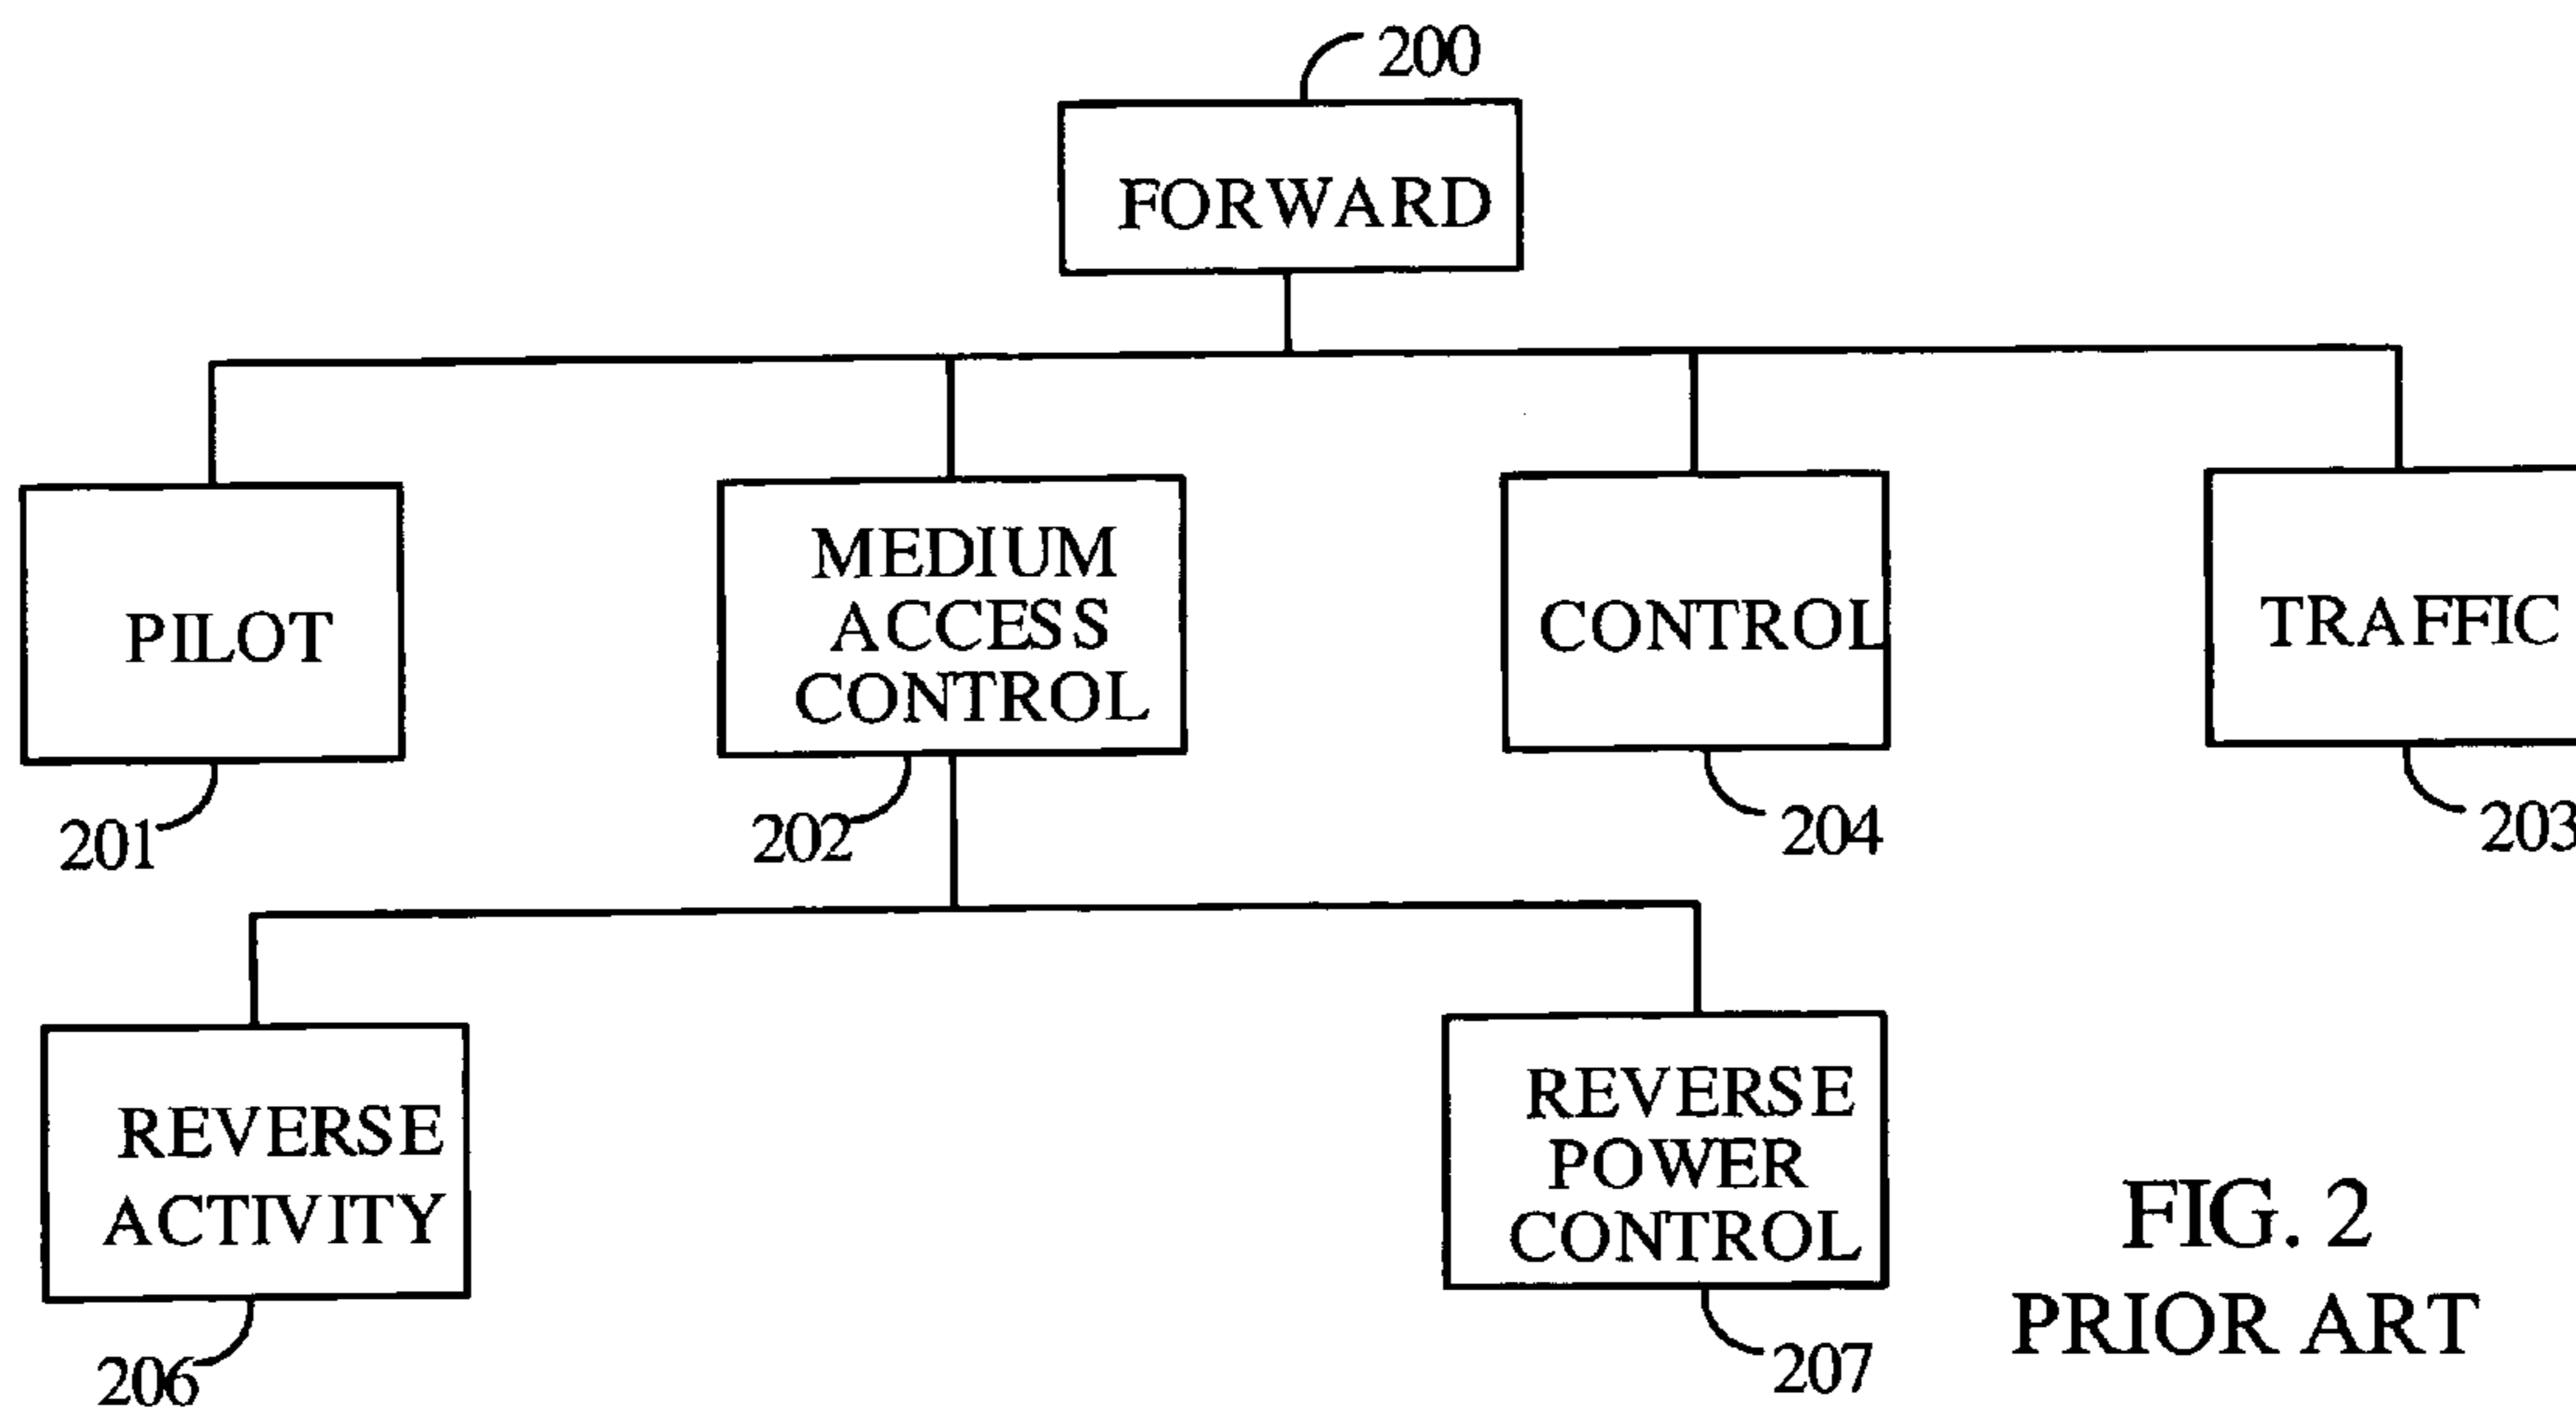 200
FORWARD
PILOT
MEDIUM
ACCESS
CONTROL
CONTROL
TRAFFIC
201
202
204
203
REVERSE
ACTIVITY
REVERSE
POWER
CONTROL
206
207
FIG. 2
PRIOR ART